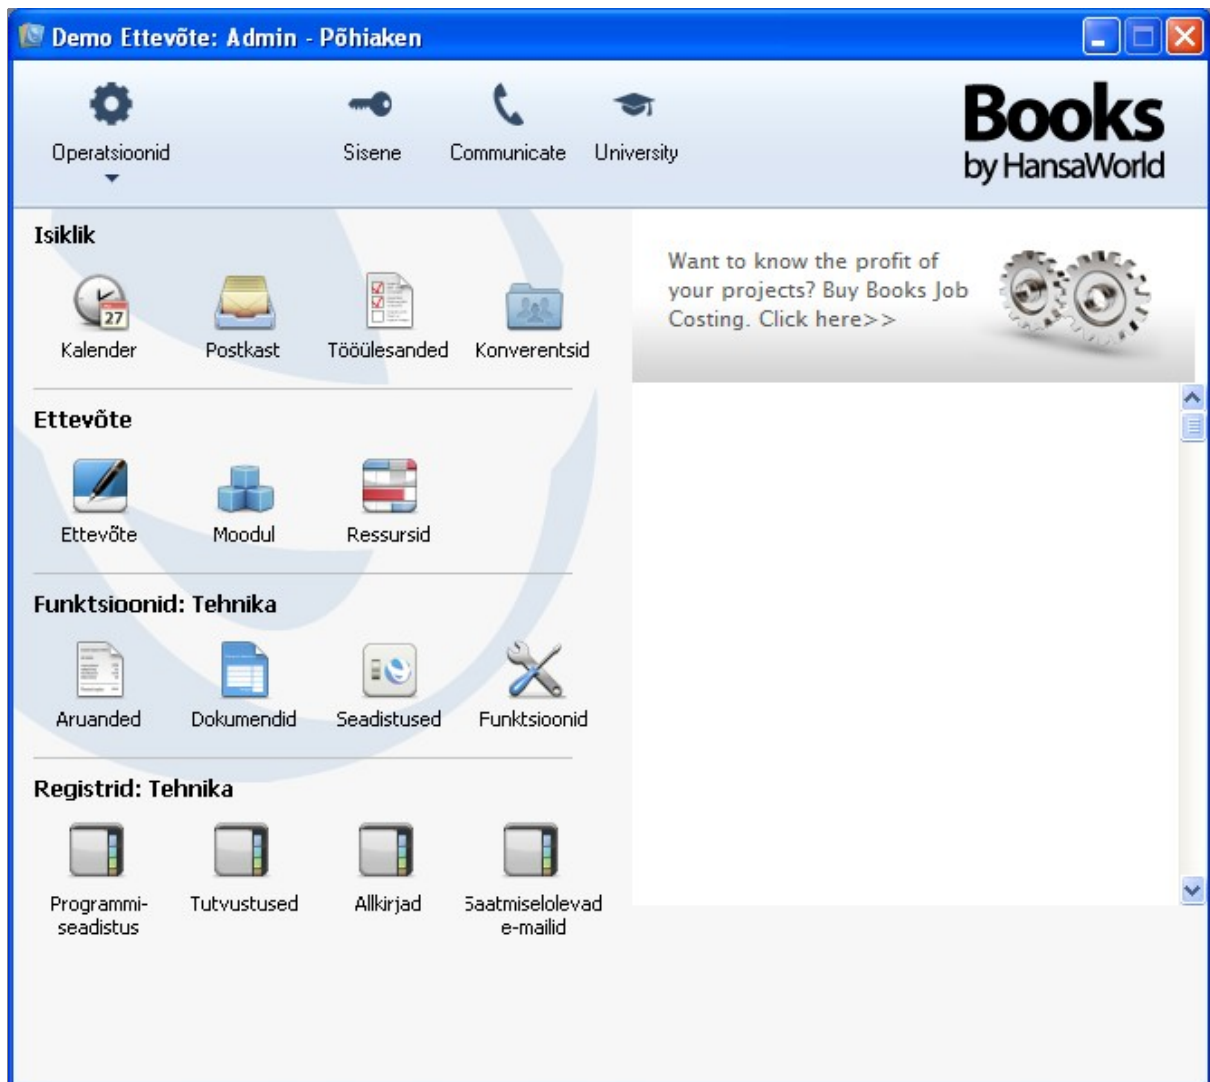 Demo Ettevõte: Admin - Põhiaken
Operatsioonid
Sisene
Communicate
University
Books
by HansaWorld
Isiklik
27
Kalender
Postkast
Tööülesanded
Konverentsid
Want to know the profit of
your projects? Buy Books Job
Costing. Click here>>
Ettevõte
Ettevõte
Moodul
Ressursid
Funktsioonid: Tehnika
Aruanded
Dokumendid
Seadistused
Funktsioonid
Registrid: Tehnika
Programmi-
seadistus
Tutvustused
Allkirjad
Saatmiselolevad
e-mailid